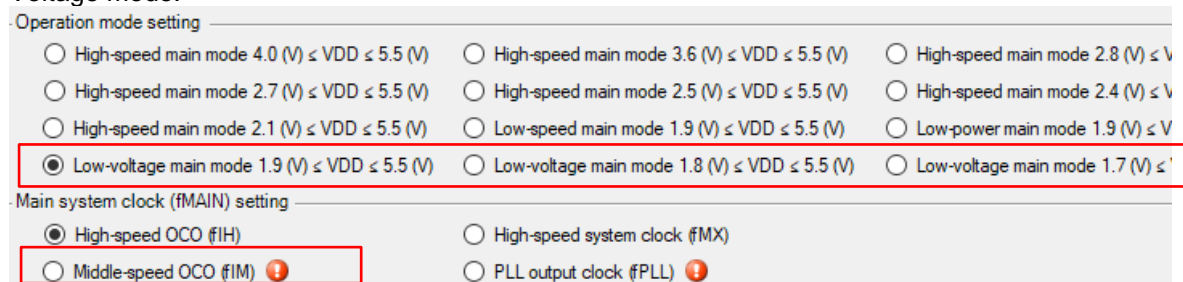 voltage mode.
Operation mode setting
High-speed main mode 4.0 (V) ≤ VDD ≤ 5.5 (V) High-speed main mode 3.6 (V) ≤ VDD ≤ 5.5 (V) High-speed main mode 2.8 (V) ≤ V
High-speed main mode 2.7 (V) ≤ VDD ≤ 5.5 (V) High-speed main mode 2.5 (V) ≤ VDD ≤ 5.5 (V) High-speed main mode 2.4 (V) ≤ V
High-speed main mode 2.1 (V) ≤ VDD ≤ 5.5 (V) Low-speed main mode 1.9 (V) ≤ VDD ≤ 5.5 (V) Low-power main mode 1.9 (V) ≤ V
Low-voltage main mode 1.9 (V) ≤ VDD ≤ 5.5 (V) Low-voltage main mode 1.8 (V) ≤ VDD ≤ 5.5 (V) Low-voltage main mode 1.7 (V) ≤
Main system clock (fMAIN) setting
High-speed OCO (fIH) High-speed system clock (fMX)
Middle-speed OCO (fIM) PLL output clock (fPLL)